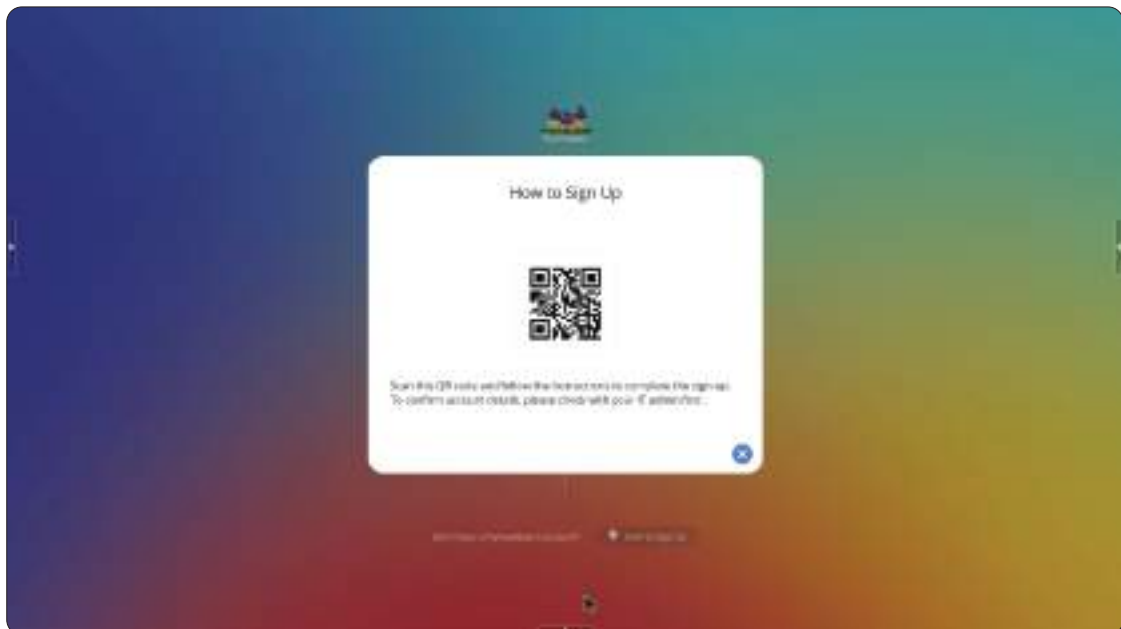 How to Sign Up
Scan this QR code and follow the instructions to complete the sign-up.
To confirm account details, please check with your IT admin first.